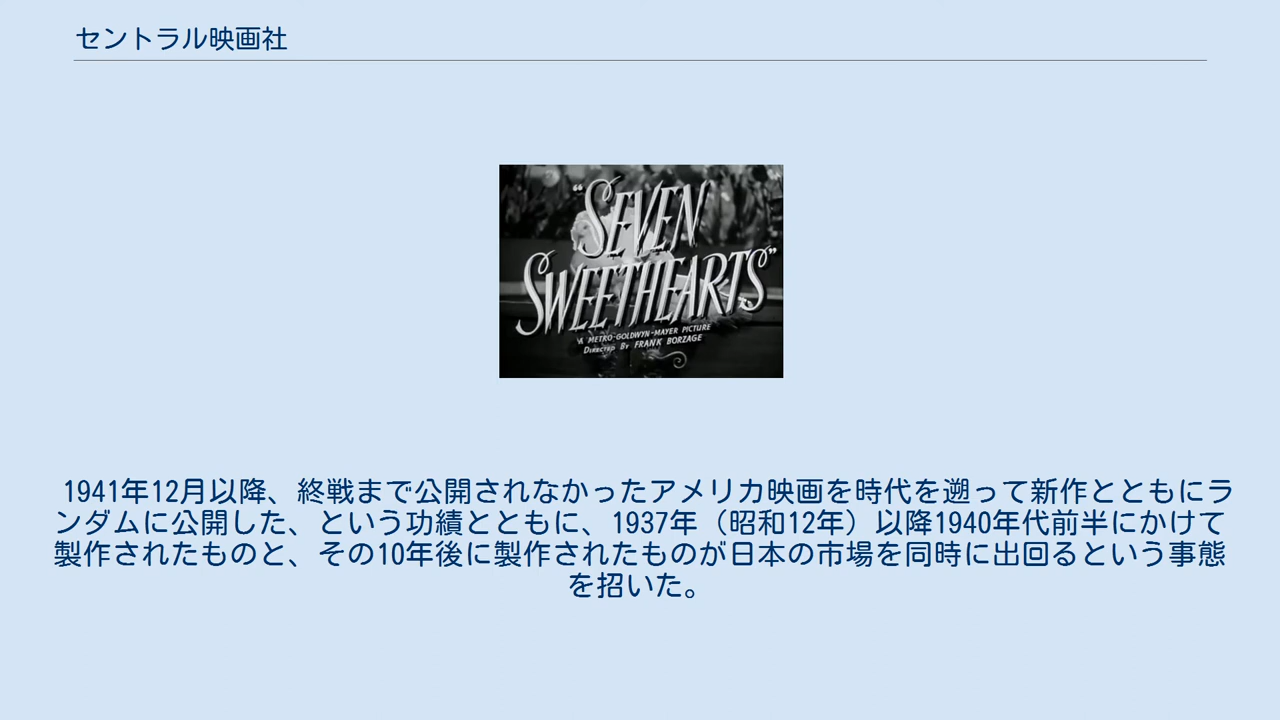 セントラル映画社
"SEVEN
SWEETHEARTS"
A METRO-GOLDWYN-MAYER PICTURE
DIRECTED BY FRANK BORZAGE
1941年12月以降、終戦まで公開されなかったアメリカ映画を時代を遡って新作とともにラ
ンダムに公開した、という功績とともに、1937年（昭和12年）以降1940年代前半にかけて
製作されたものと、その10年後に製作されたものが日本の市場を同時に出回るという事態
を招いた。